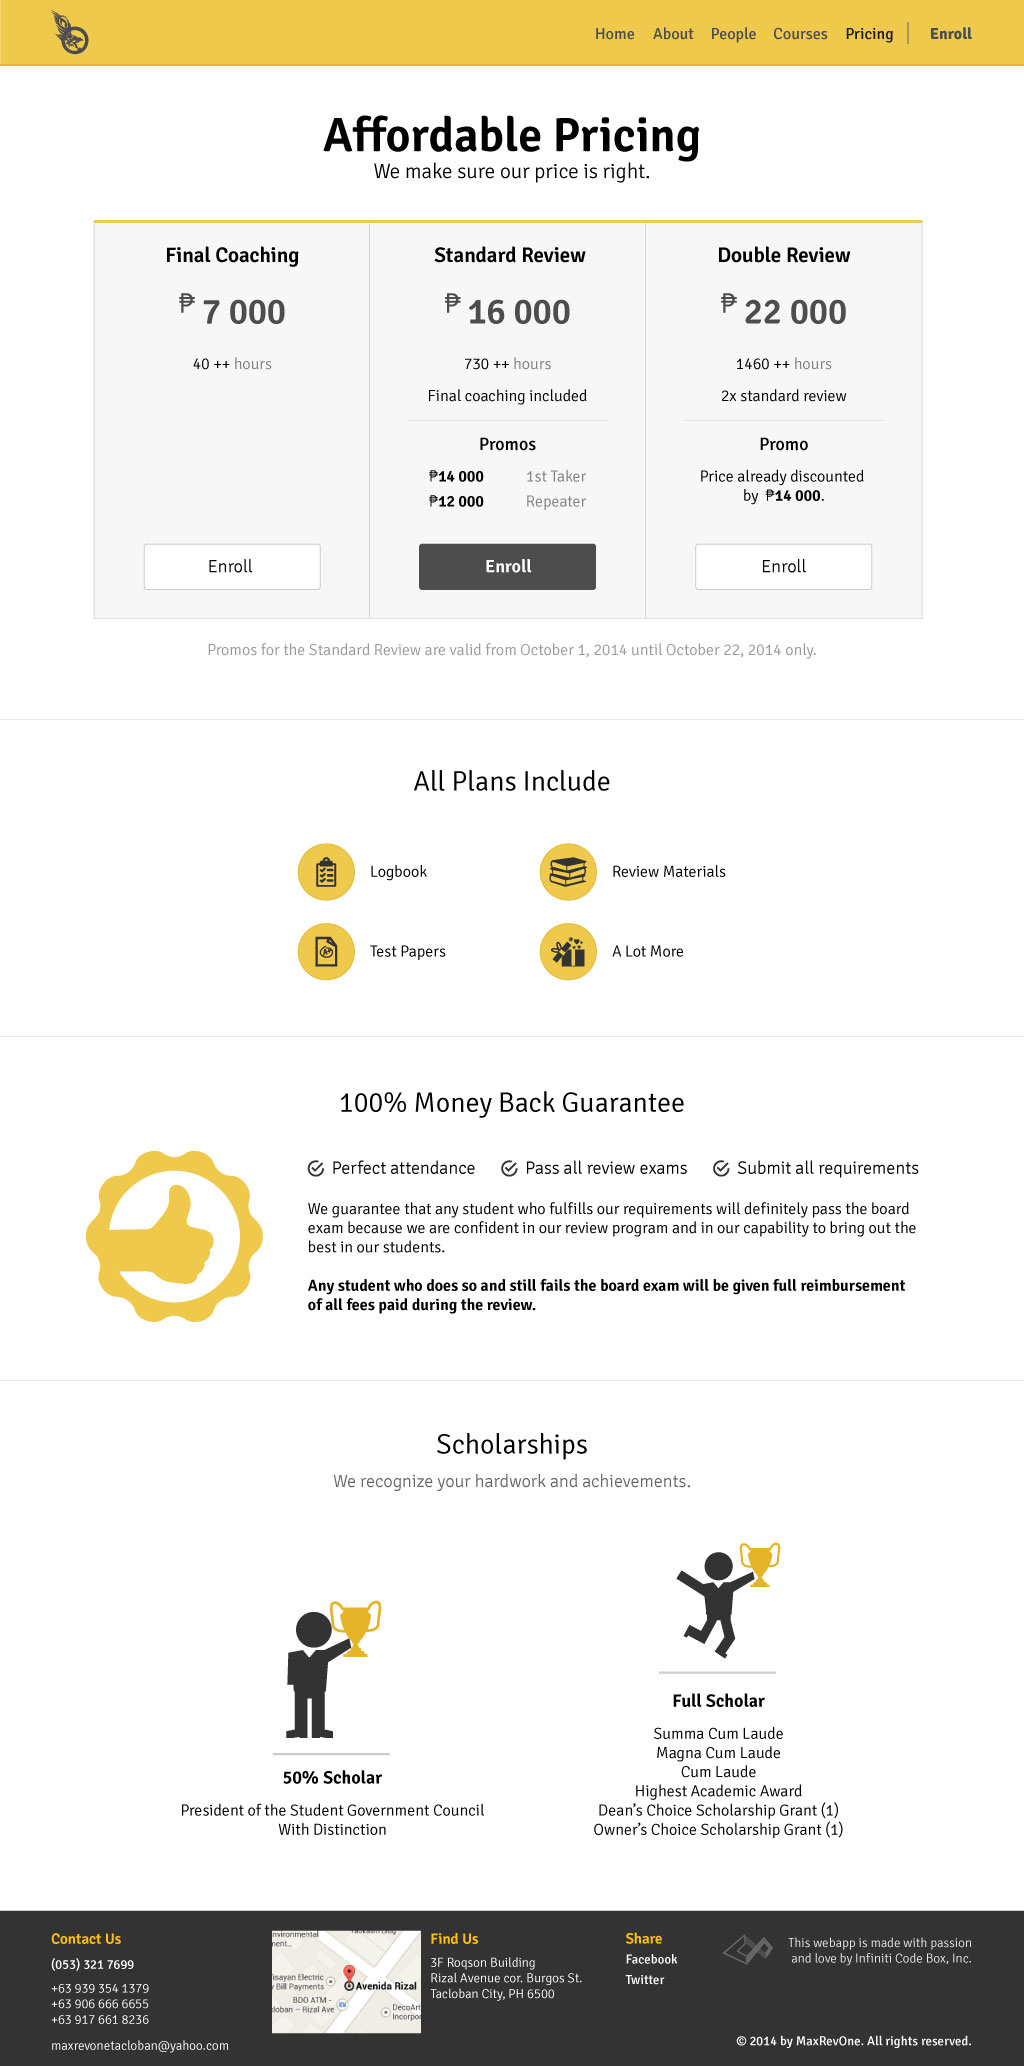 Home About People Courses Pricing Enroll
Affordable Pricing
We make sure our price is right.
Final Coaching
₱ 7 000
40 ++ hours
Enroll
Standard Review
₱ 16 000
730 ++ hours
Final coaching included
Promos
₱14 000 1st Taker
₱12 000 Repeater
Enroll
Double Review
₱ 22 000
1460 ++ hours
2x standard review
Promo
Price already discounted
by ₱14 000.
Enroll
Promos for the Standard Review are valid from October 1, 2014 until October 22, 2014 only.
All Plans Include
Logbook
Review Materials
Test Papers
A Lot More
100% Money Back Guarantee
Perfect attendance Pass all review exams Submit all requirements
We guarantee that any student who fulfills our requirements will definitely pass the board
exam because we are confident in our review program and in our capability to bring out the
best in our students.
Any student who does so and still fails the board exam will be given full reimbursement
of all fees paid during the review.
Scholarships
We recognize your hardwork and achievements.
50% Scholar
President of the Student Government Council
With Distinction
Full Scholar
Summa Cum Laude
Magna Cum Laude
Cum Laude
Highest Academic Award
Dean's Choice Scholarship Grant (1)
Owner's Choice Scholarship Grant (1)
Contact Us
(053) 321 7699
+63 939 354 1379
+63 906 666 6655
+63 917 661 8236
maxrevonetacloban@yahoo.com
nvironmental
ment...
isayan Electric
y Bill Payments
Avenida Rizal
BDO ATM -
cloban – Rizal Ave
DecoArt
Incorpor
Find Us
3F Roqson Building
Rizal Avenue cor. Burgos St.
Tacloban City, PH 6500
Share
Facebook
Twitter
This webapp is made with passion
and love by Infiniti Code Box, Inc.
© 2014 by MaxRevOne. All rights reserved.